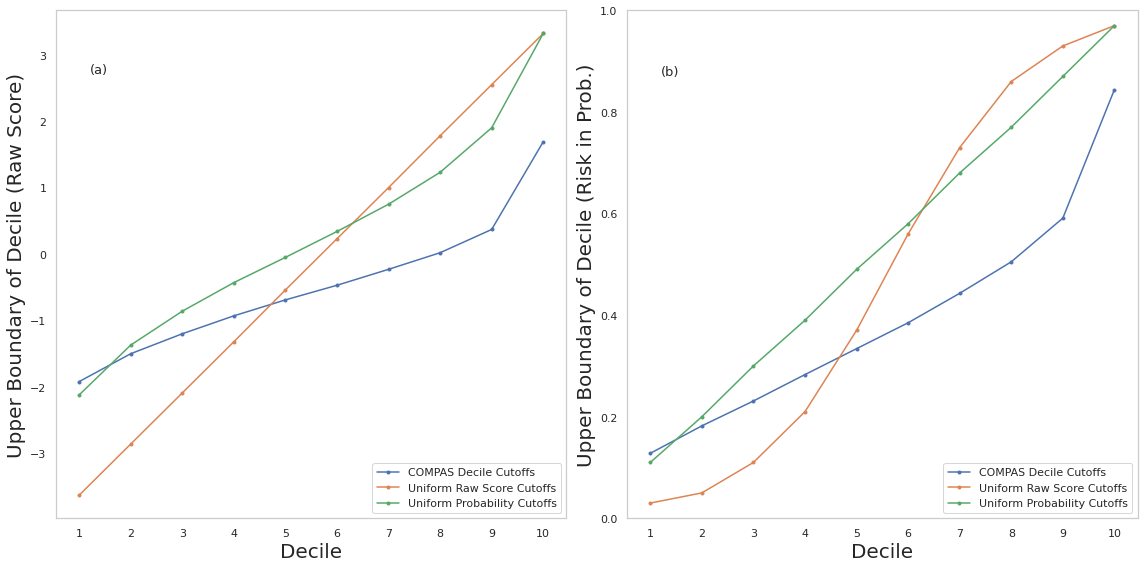 (a)
Upper Boundary of Decile (Raw Score)
3
2
1
0
−1
−2
−3
1 2 3 4 5 6 7 8 9 10
Decile
COMPAS Decile Cutoffs
Uniform Raw Score Cutoffs
Uniform Probability Cutoffs
(b)
Upper Boundary of Decile (Risk in Prob.)
1.0
0.8
0.6
0.4
0.2
0.0
1 2 3 4 5 6 7 8 9 10
Decile
COMPAS Decile Cutoffs
Uniform Raw Score Cutoffs
Uniform Probability Cutoffs